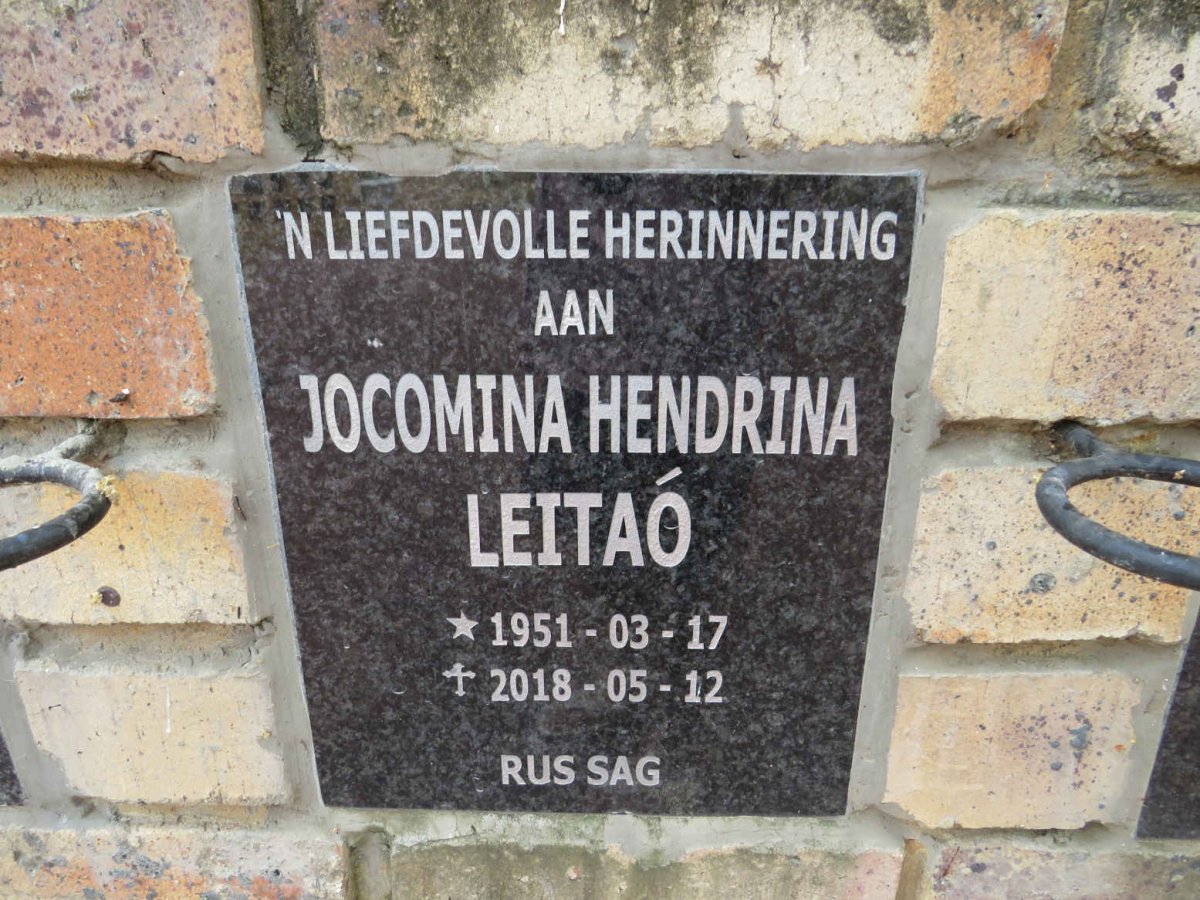 'N LIEFDEVOLLE HERINNERING
AAN
JOCOMINA HENDRINA
LEITAÓ
★ 1951 - 03 - 17
✝ 2018 - 05 - 12
RUS SAG